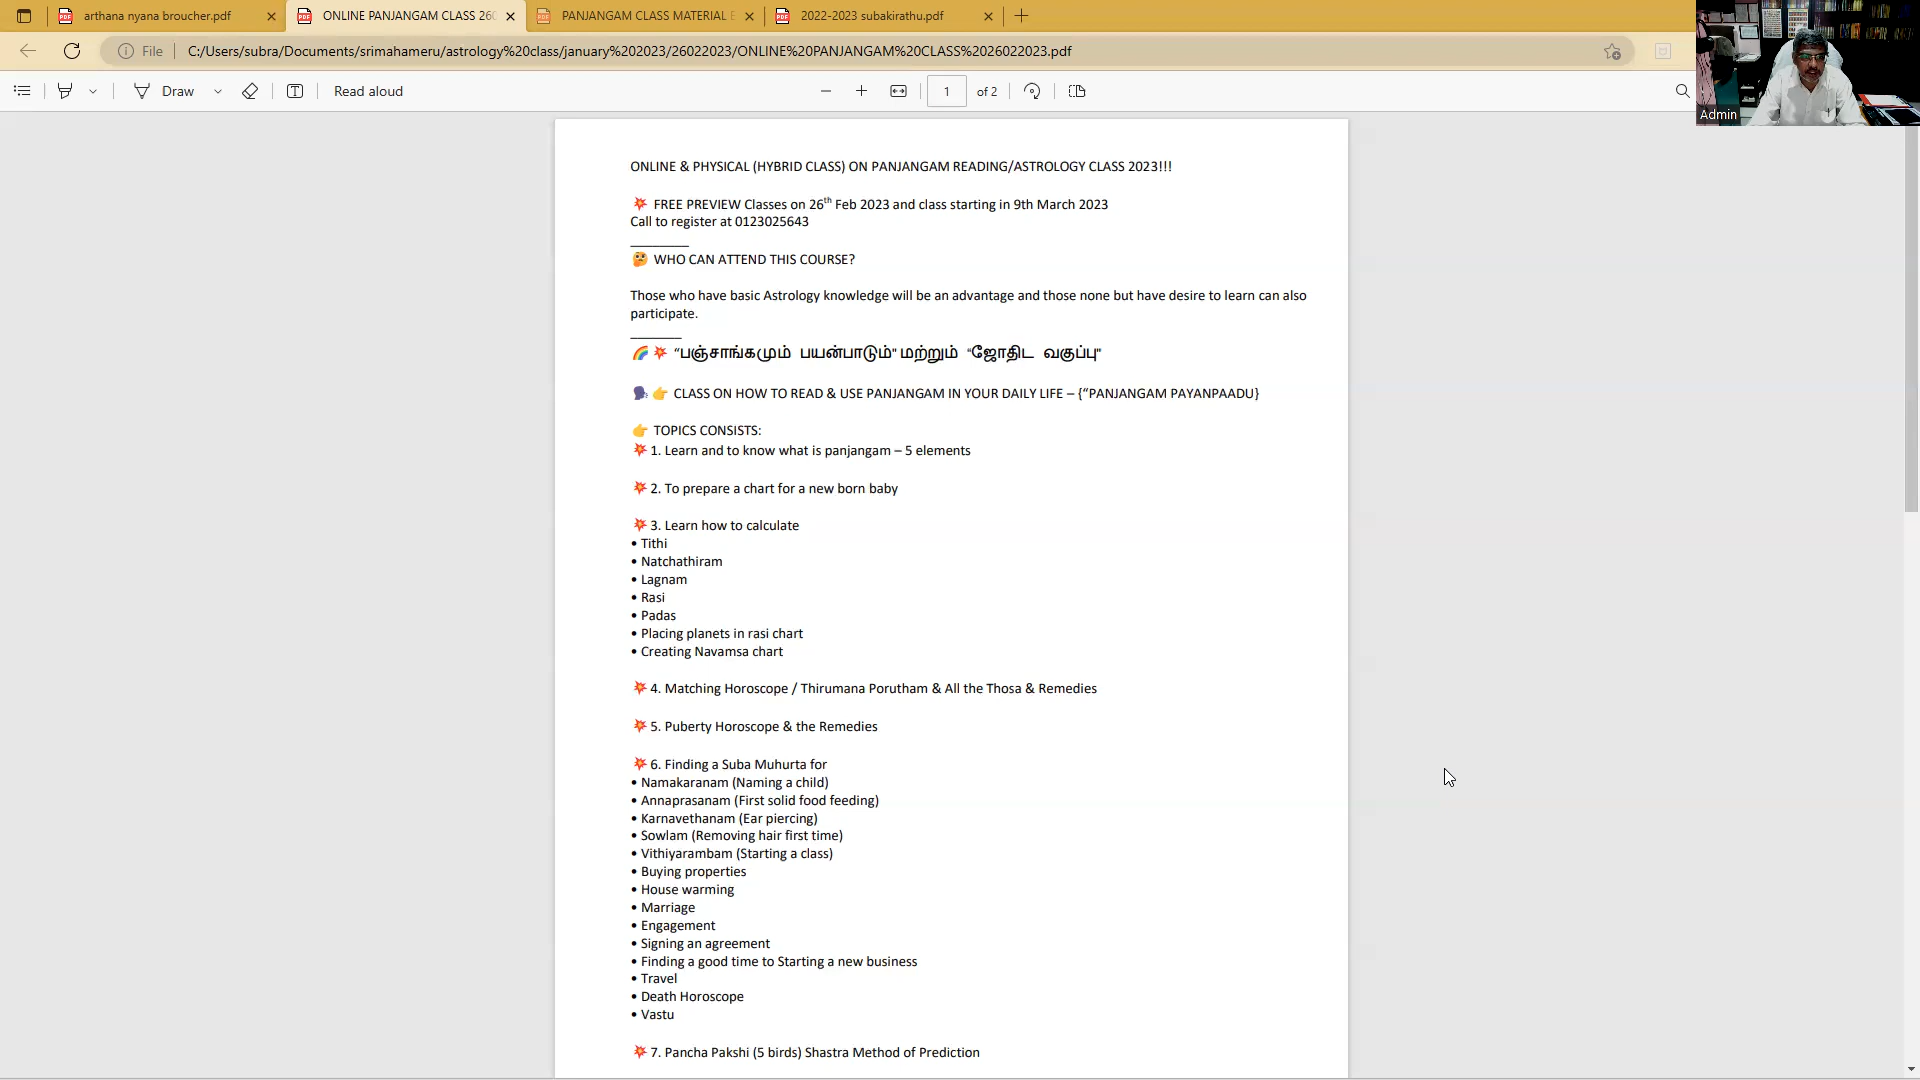 arthana nyana broucher.pdf
ONLINE PANJANGAM CLASS 260
PANJANGAM CLASS MATERIAL E
2022-2023 subakirathu.pdf
File
C:/Users/subra/Documents/srimahameru/astrology%20class/january%202023/26022023/ONLINE%20PANJANGAM%20CLASS%2026022023.pdf
Draw
Read aloud
1 of 2
Admin
ONLINE & PHYSICAL (HYBRID CLASS) ON PANJANGAM READING/ASTROLOGY CLASS 2023!!!
💥 FREE PREVIEW Classes on 26th Feb 2023 and class starting in 9th March 2023
Call to register at 0123025643
________
🤔 WHO CAN ATTEND THIS COURSE?
Those who have basic Astrology knowledge will be an advantage and those none but have desire to learn can also
participate.
_______
🌈💥 “பஞ்சாங்கமும் பயன்பாடும்” மற்றும் “ஜோதிட வகுப்பு”
🗣👉 CLASS ON HOW TO READ & USE PANJANGAM IN YOUR DAILY LIFE – {“PANJANGAM PAYANPAADU}
👉 TOPICS CONSISTS:
💥1. Learn and to know what is panjangam – 5 elements
💥2. To prepare a chart for a new born baby
💥3. Learn how to calculate
• Tithi
• Natchathiram
• Lagnam
• Rasi
• Padas
• Placing planets in rasi chart
• Creating Navamsa chart
💥4. Matching Horoscope / Thirumana Porutham & All the Thosa & Remedies
💥5. Puberty Horoscope & the Remedies
💥6. Finding a Suba Muhurta for
• Namakaranam (Naming a child)
• Annaprasanam (First solid food feeding)
• Karnavethanam (Ear piercing)
• Sowlam (Removing hair first time)
• Vithiyarambam (Starting a class)
• Buying properties
• House warming
• Marriage
• Engagement
• Signing an agreement
• Finding a good time to Starting a new business
• Travel
• Death Horoscope
• Vastu
💥7. Pancha Pakshi (5 birds) Shastra Method of Prediction